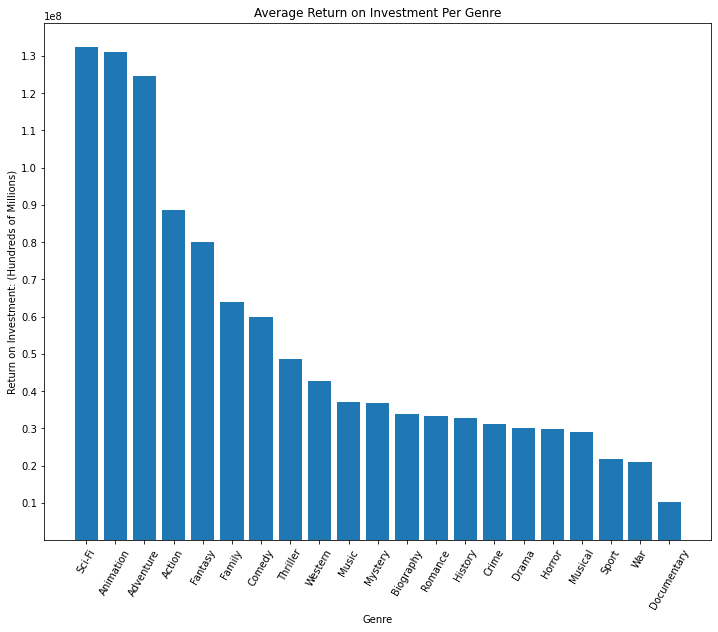 Average Return on Investment Per Genre
1e8
1.3
1.2
1.1
1.0
0.9
0.8
0.7
0.6
0.5
0.4
0.3
0.2
0.1
Return on Investment: (Hundreds of Millions)
Sci-Fi
Animation
Adventure
Action
Fantasy
Family
Comedy
Thriller
Western
Music
Mystery
Biography
Romance
History
Crime
Drama
Horror
Musical
Sport
War
Documentary
Genre